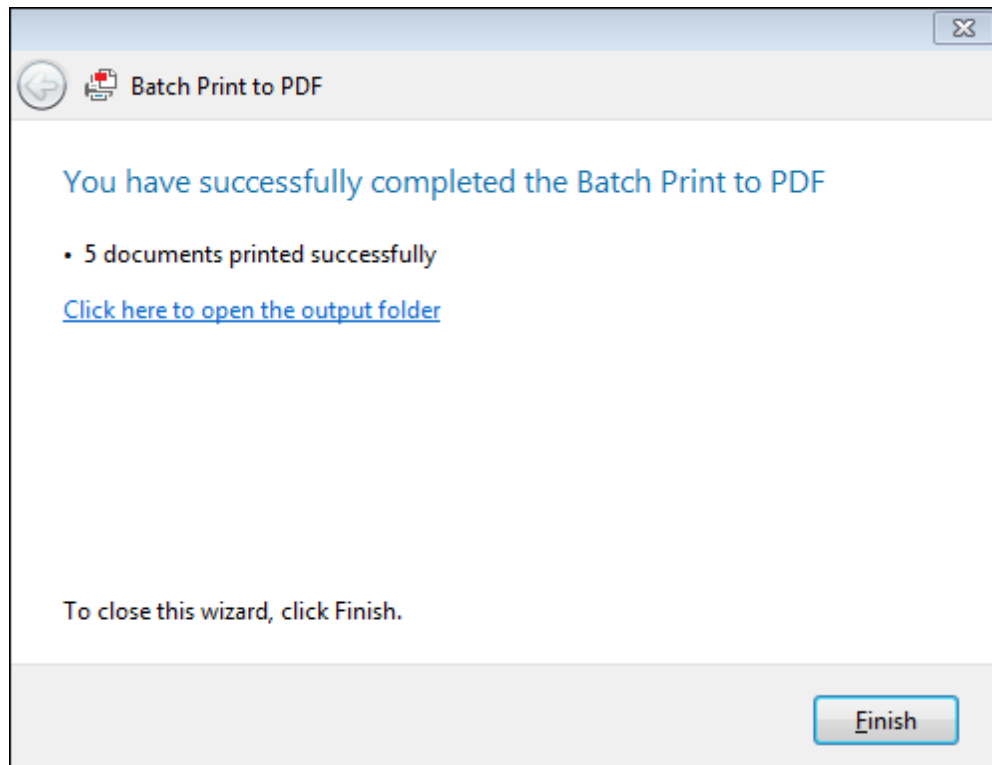 Batch Print to PDF
You have successfully completed the Batch Print to PDF
• 5 documents printed successfully
Click here to open the output folder
To close this wizard, click Finish.
Finish